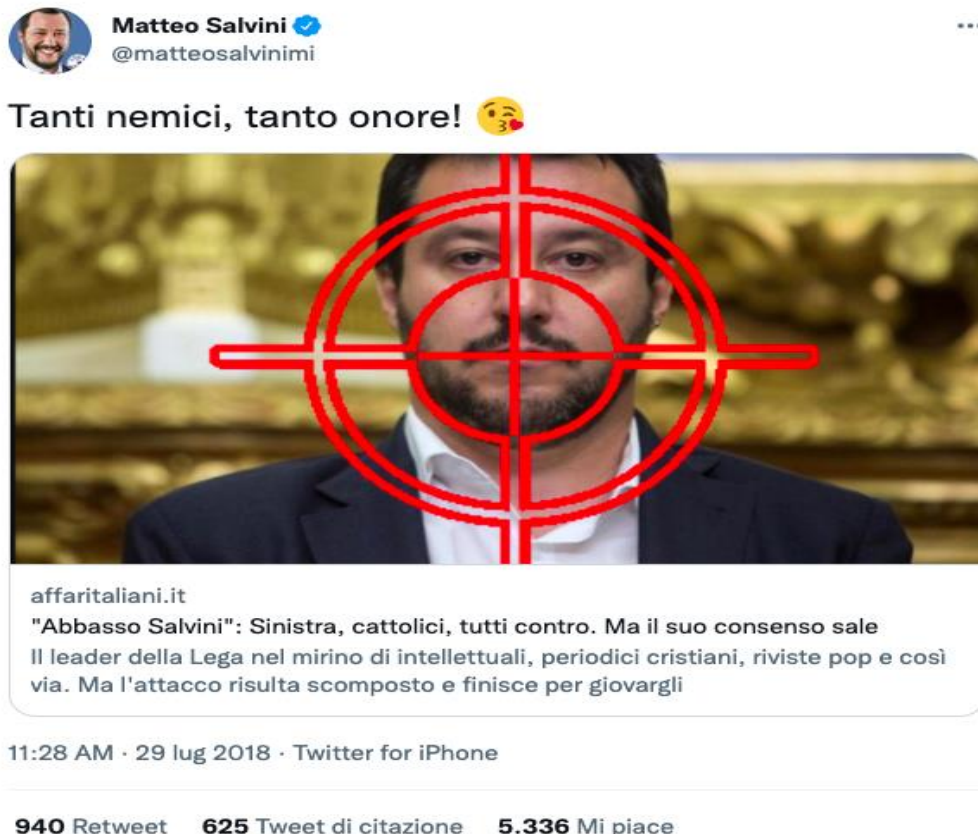 Matteo Salvini
@matteosalvinimi
Tanti nemici, tanto onore! 😘
affaritaliani.it
"Abbasso Salvini": Sinistra, cattolici, tutti contro. Ma il suo consenso sale
Il leader della Lega nel mirino di intellettuali, periodici cristiani, riviste pop e così
via. Ma l'attacco risulta scomposto e finisce per giovargli
11:28 AM · 29 lug 2018 · Twitter for iPhone
940 Retweet 625 Tweet di citazione 5.336 Mi piace